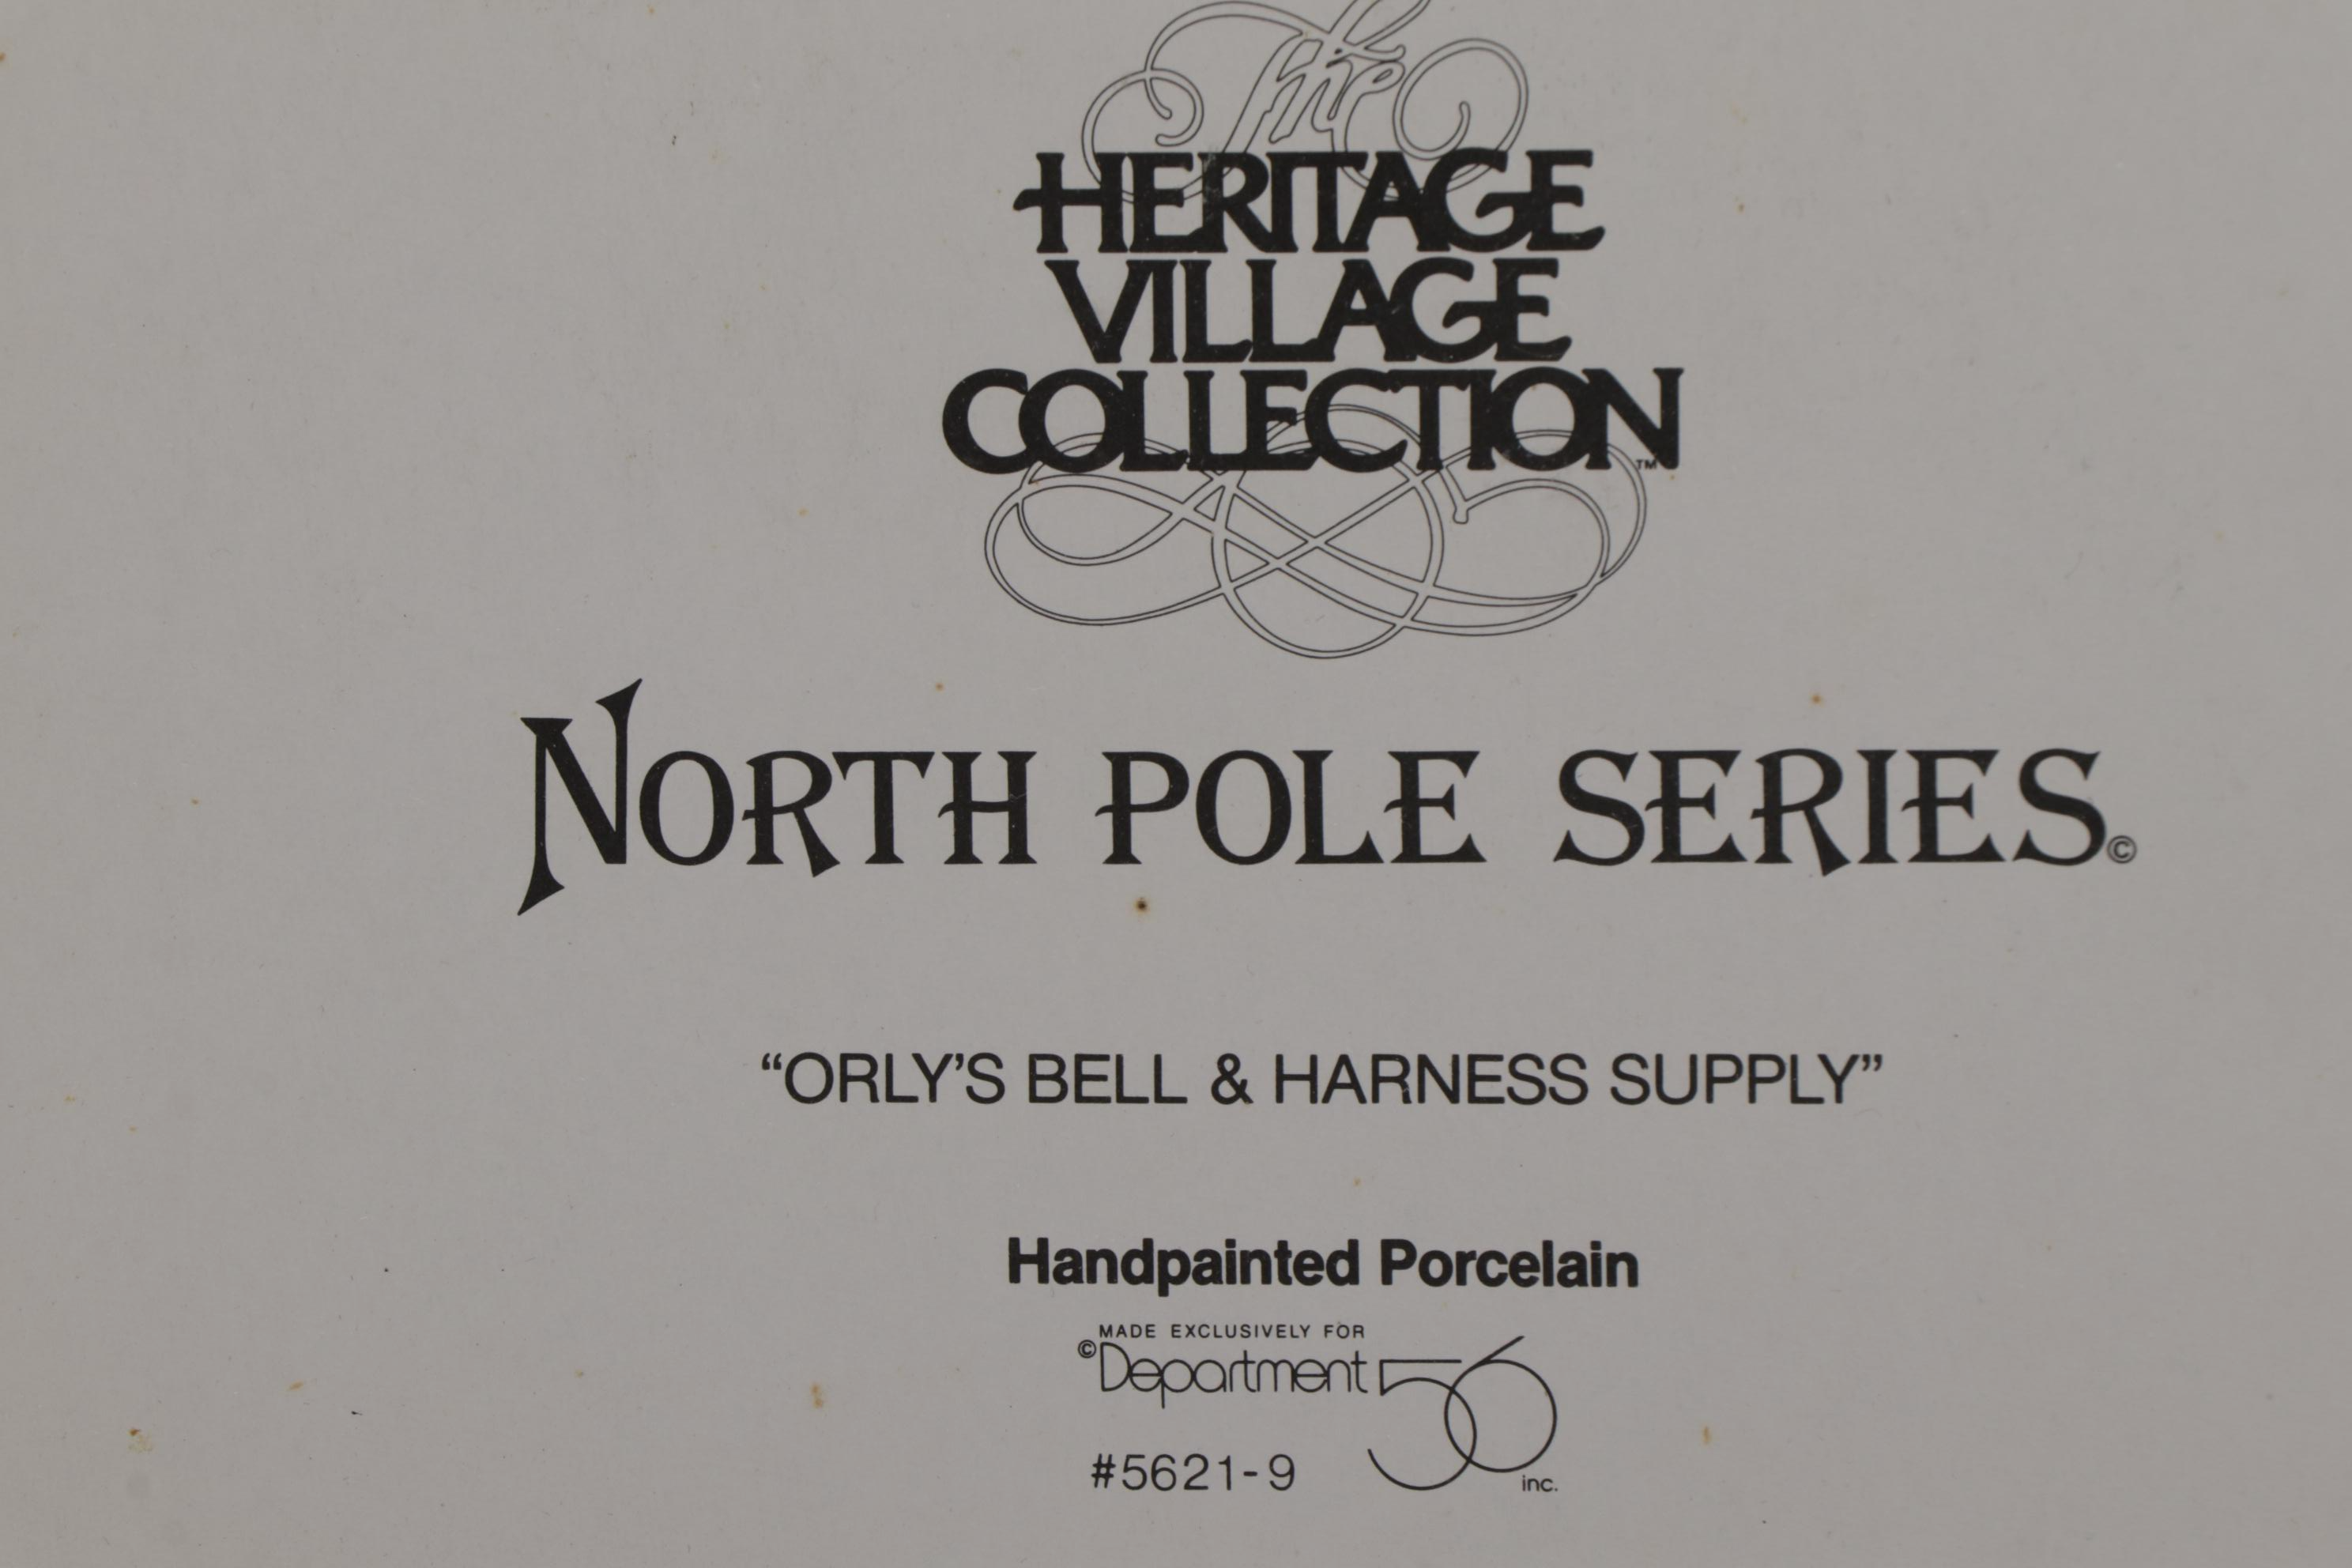 The
HERITAGE
VILLAGE
COLLECTION™
NORTH POLE SERIES©
“ORLY’S BELL & HARNESS SUPPLY”
Handpainted Porcelain
MADE EXCLUSIVELY FOR
©Department 56 inc.
#5621-9